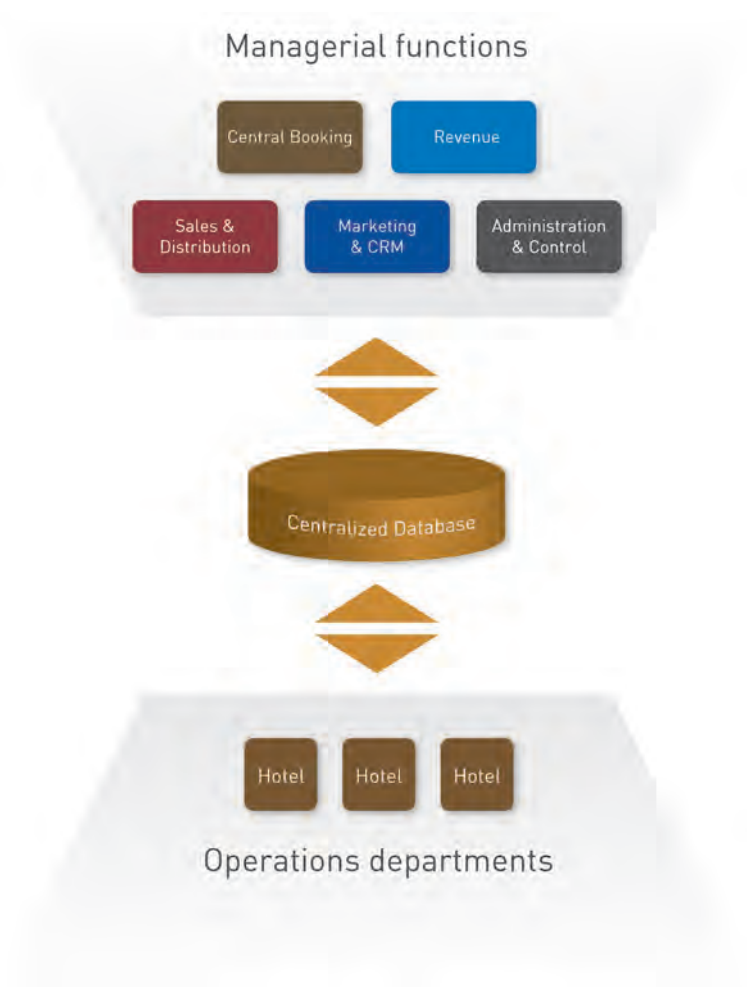 Managerial functions
Central Booking
Revenue
Sales &
Distribution
Marketing
& CRM
Administration
& Control
Centralized Database
Hotel
Hotel
Hotel
Operations departments